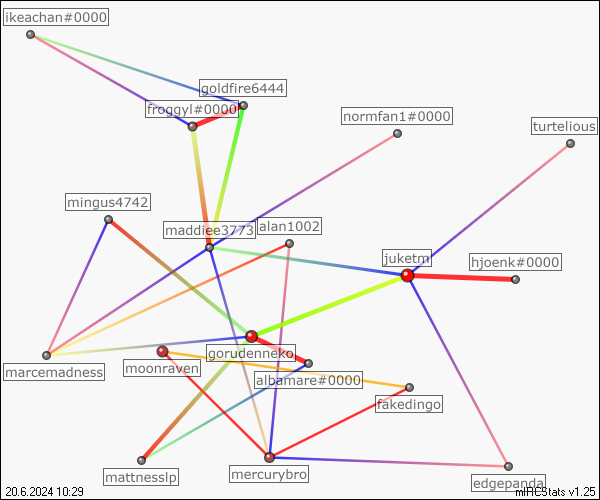 ikeachan#0000
goldfire6444
froggyl#0000
normfan1#0000
turtelious
mingus4742
maddiee3773
alan1002
juketm
hjoenk#0000
gorudenneko
moonraven
marcemadness
albamare#0000
fakedingo
mattnesslp
mercurybro
edgepanda
20.6.2024 10:29
mIRCStats v1.25